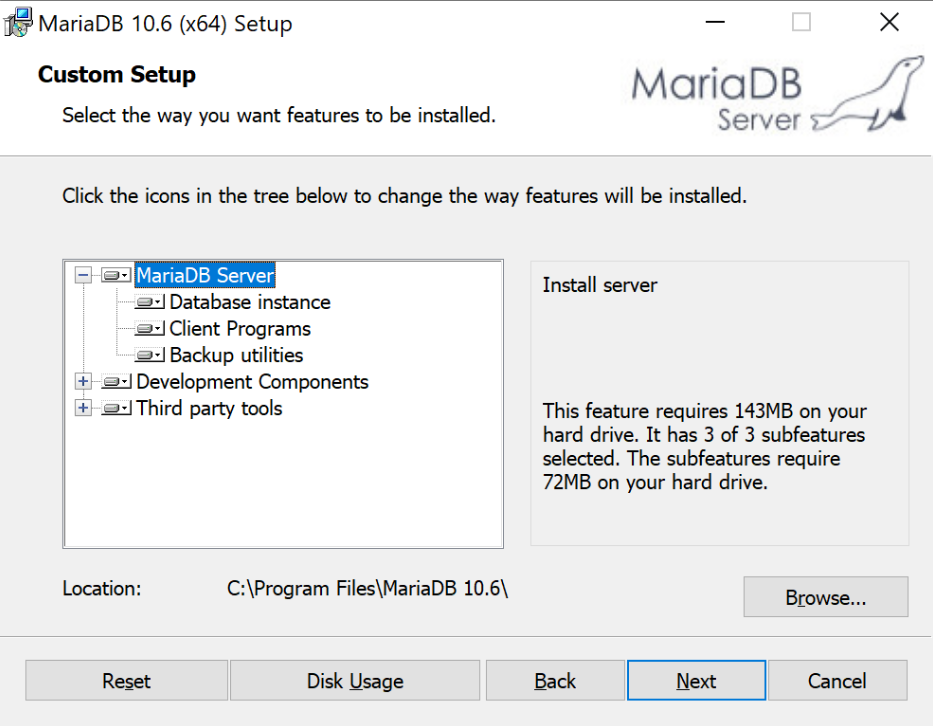 MariaDB 10.6 (x64) Setup
Custom Setup
Select the way you want features to be installed.
MariaDB
Server
Click the icons in the tree below to change the way features will be installed.
MariaDB Server
Database instance
Client Programs
Backup utilities
Development Components
Third party tools
Install server
This feature requires 143MB on your
hard drive. It has 3 of 3 subfeatures
selected. The subfeatures require
72MB on your hard drive.
Location: C:\Program Files\MariaDB 10.6\
Browse...
Reset Disk Usage Back Next Cancel